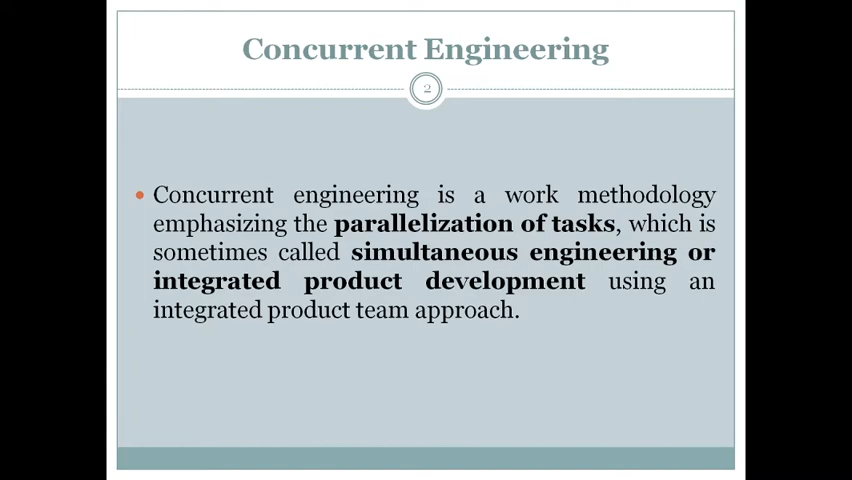 Concurrent Engineering
2
• Concurrent engineering is a work methodology
emphasizing the parallelization of tasks, which is
sometimes called simultaneous engineering or
integrated product development using an
integrated product team approach.